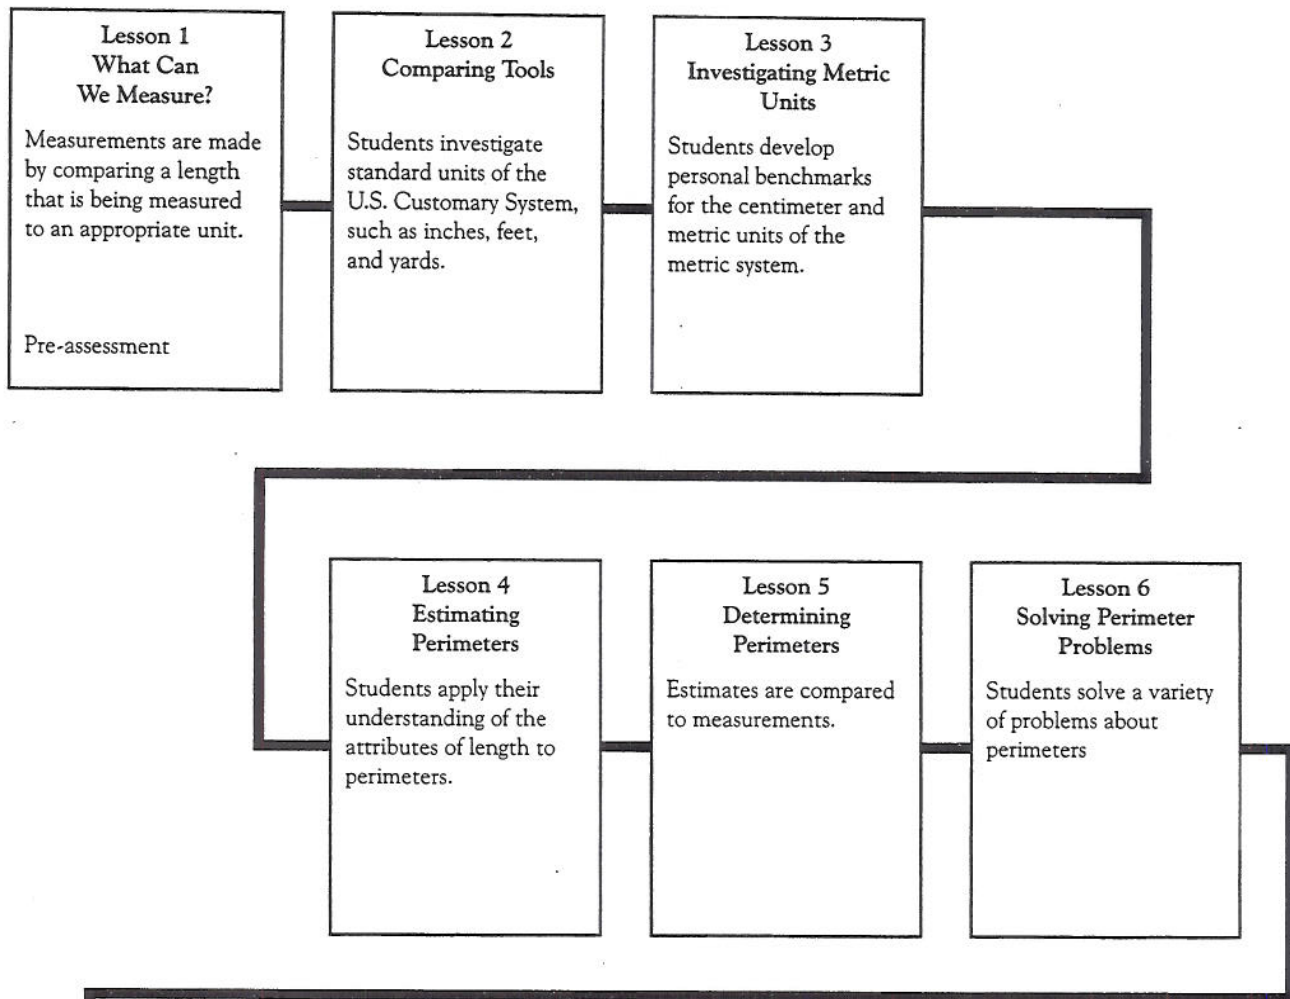 Lesson 1
What Can
We Measure?
Measurements are made
by comparing a length
that is being measured
to an appropriate unit.
Pre-assessment
Lesson 2
Comparing Tools
Students investigate
standard units of the
U.S. Customary System,
such as inches, feet,
and yards.
Lesson 3
Investigating Metric
Units
Students develop
personal benchmarks
for the centimeter and
metric units of the
metric system.
Lesson 4
Estimating
Perimeters
Students apply their
understanding of the
attributes of length to
perimeters.
Lesson 5
Determining
Perimeters
Estimates are compared
to measurements.
Lesson 6
Solving Perimeter
Problems
Students solve a variety
of problems about
perimeters